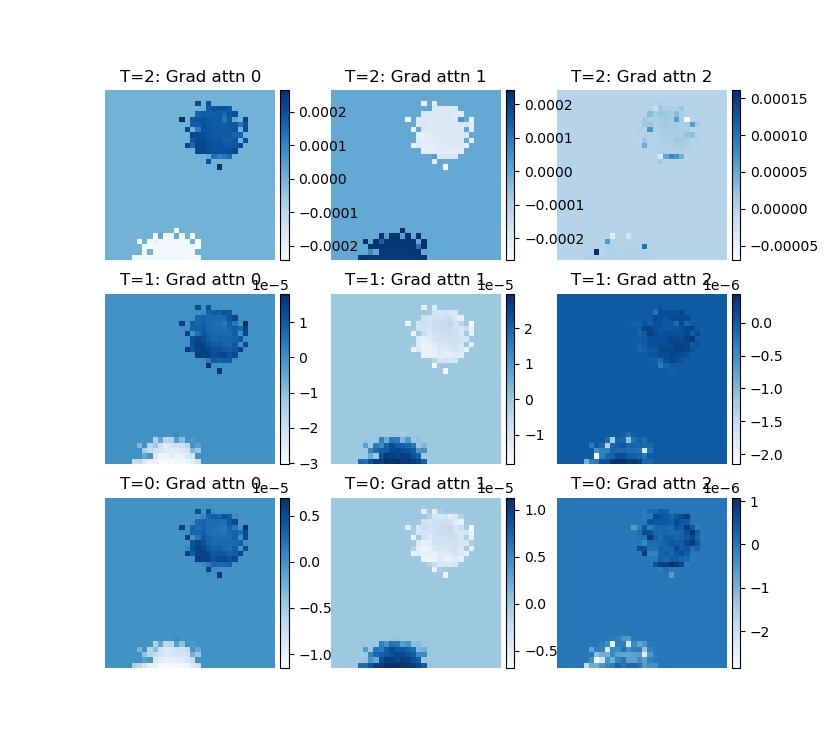 T=2: Grad attn 0
T=2: Grad attn 1
T=2: Grad attn 2
0.0002
0.0001
0.0000
−0.0001
−0.0002
0.0002
0.0001
0.0000
−0.0001
−0.0002
0.00015
0.00010
0.00005
0.00000
−0.00005
T=1: Grad attn 0
1e−5
T=1: Grad attn 1
1e−5
T=1: Grad attn 2
1e−6
1
0
−1
−2
−3
2
1
0
−1
0.0
−0.5
−1.0
−1.5
−2.0
T=0: Grad attn 0
1e−5
T=0: Grad attn 1
1e−5
T=0: Grad attn 2
1e−6
0.5
0.0
−0.5
−1.0
1.0
0.5
0.0
−0.5
1
0
−1
−2